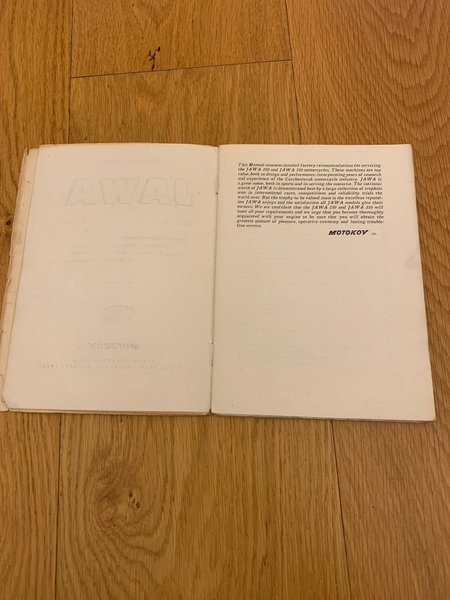 This Manual contains detailed factory recommendations for servicing
the JAWA 250 and JAWA 350 motorcycles. These machines are top
value, both in design and performance, incorporating years of research
and experience of the Czechoslovak motorcycle industry. JAWA is
a great name, both in sports and in serving the motorist. The intrinsic
worth of JAWA is demonstrated best by a large collection of trophies
won in international races, competitions and reliability trials the
world over. But the trophy to be valued most is the excellent reputa-
tion JAWA enjoys and the satisfaction all JAWA models give their
owners. We are confident that the JAWA 250 and JAWA 350 will
meet all your requirements and we urge that you become thoroughly
acquainted with your engine to be sure that you will obtain the
greatest amount of pleasure, operative economy and lasting trouble-
free service.
MOTOKOV LTD.
JAWA
MOTOKOV